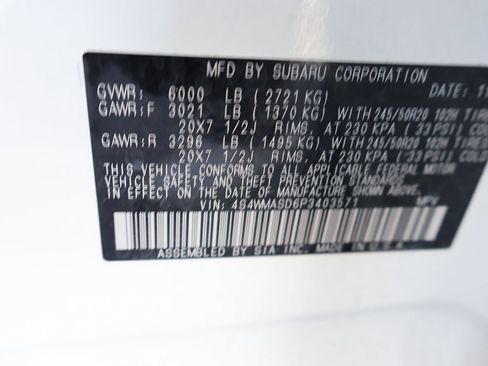 MFD BY SUBARU CORPORATION
GVWR: 6000 LB (2721 KG) DATE: 11
GAWR:F 3021 LB (1370 KG) WITH 245/50R20 102H TIRES
20X7 1/2J RIMS, AT 230 KPA (33 PSI) COLD
GAWR:R 3296 LB (1495 KG) WITH 245/50R20 102H TIRES
20X7 1/2J RIMS, AT 230 KPA (33 PSI) COLD
THIS VEHICLE CONFORMS TO ALL APPLICABLE FEDERAL MOTOR
VEHICLE SAFETY AND THEFT PREVENTION STANDARDS
IN EFFECT ON THE DATE OF MANUFACTURE SHOWN ABOVE
VIN: 4S4WMASD6P3403571 MPV
ASSEMBLED BY SIA INC. MADE IN U.S.A.